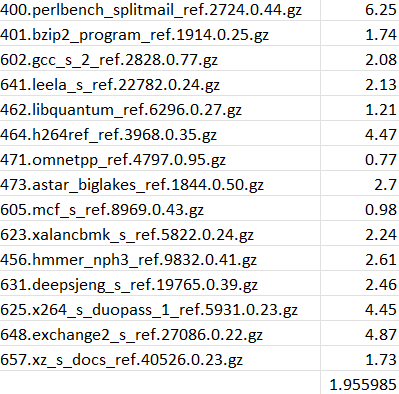 400.perlbench_splitmail_ref.2724.0.44.gz 6.25
401.bzip2_program_ref.1914.0.25.gz 1.74
602.gcc_s_2_ref.2828.0.77.gz 2.08
641.leela_s_ref.22782.0.24.gz 2.13
462.libquantum_ref.6296.0.27.gz 1.21
464.h264ref_ref.3968.0.35.gz 4.47
471.omnetpp_ref.4797.0.95.gz 0.77
473.astar_biglakes_ref.1844.0.50.gz 2.7
605.mcf_s_ref.8969.0.43.gz 0.98
623.xalancbmk_s_ref.5822.0.24.gz 2.24
456.hmmer_nph3_ref.9832.0.41.gz 2.61
631.deepsjeng_s_ref.19765.0.39.gz 2.46
625.x264_s_duopass_1_ref.5931.0.23.gz 4.45
648.exchange2_s_ref.27086.0.22.gz 4.87
657.xz_s_docs_ref.40526.0.23.gz 1.73
1.955985